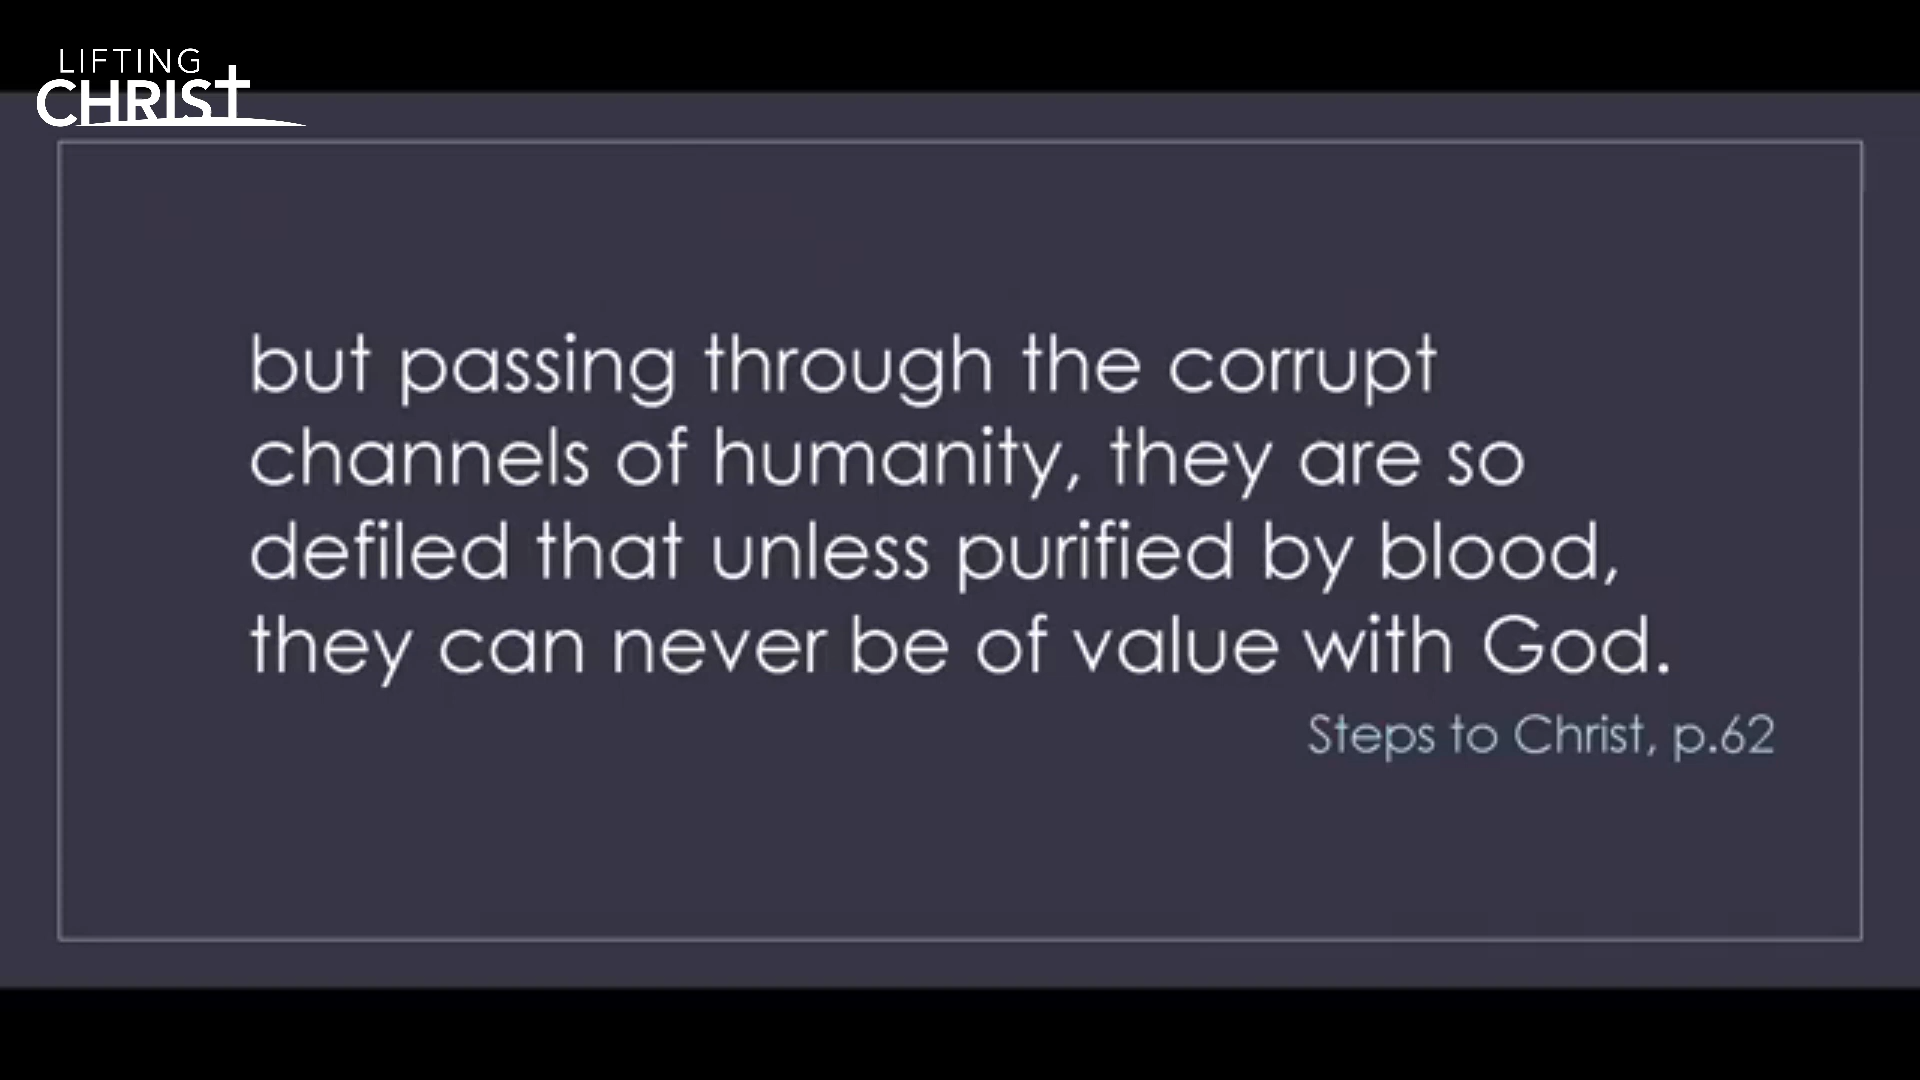 LIFTING
CHRIST
but passing through the corrupt
channels of humanity, they are so
defiled that unless purified by blood,
they can never be of value with God.
Steps to Christ, p.62